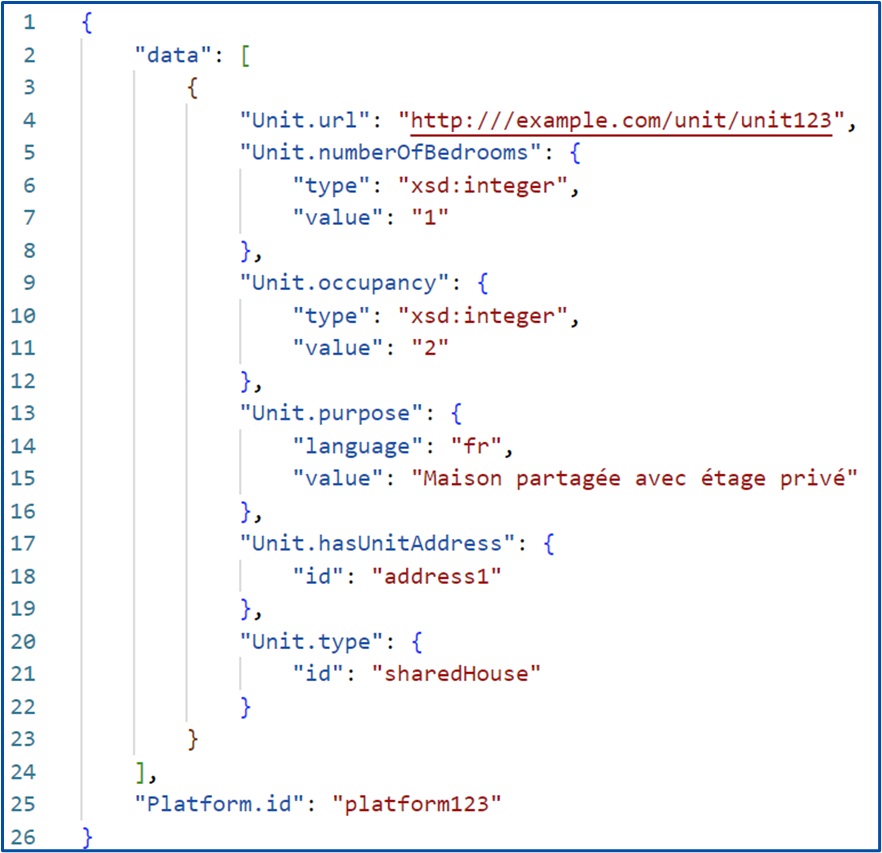 1 {
2 "data": [
3 {
4 "Unit.url": "http:///example.com/unit/unit123",
5 "Unit.numberOfBedrooms": {
6 "type": "xsd:integer",
7 "value": "1"
8 },
9 "Unit.occupancy": {
10 "type": "xsd:integer",
11 "value": "2"
12 },
13 "Unit.purpose": {
14 "language": "fr",
15 "value": "Maison partagée avec étage privé"
16 },
17 "Unit.hasUnitAddress": {
18 "id": "address1"
19 },
20 "Unit.type": {
21 "id": "sharedHouse"
22 }
23 }
24 ],
25 "Platform.id": "platform123"
26 }